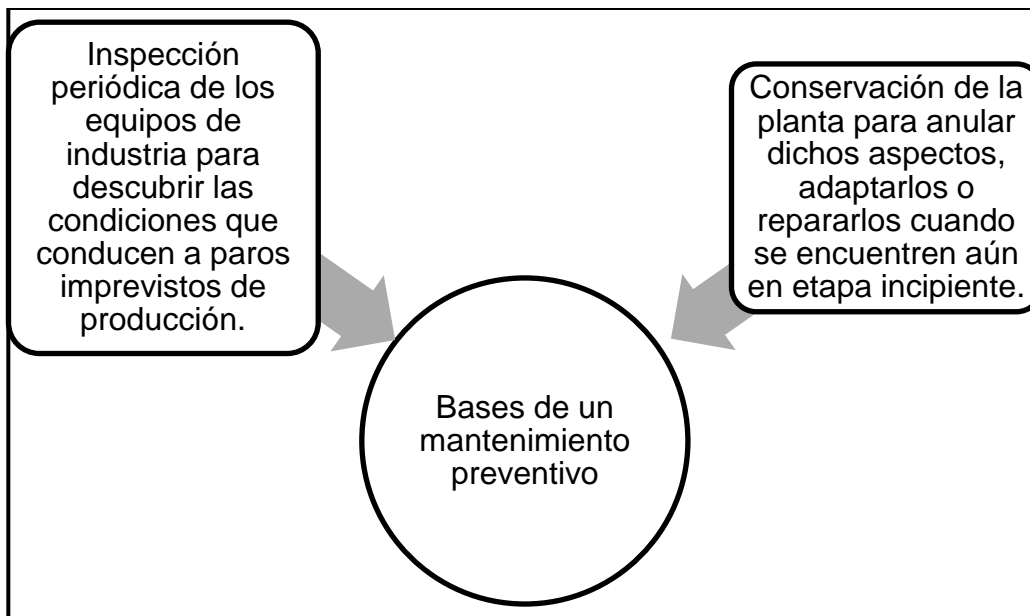 Inspección
periódica de los
equipos de
industria para
descubrir las
condiciones que
conducen a paros
imprevistos de
producción.
Conservación de la
planta para anular
dichos aspectos,
adaptarlos o
repararlos cuando
se encuentren aún
en etapa incipiente.
Bases de un
mantenimiento
preventivo